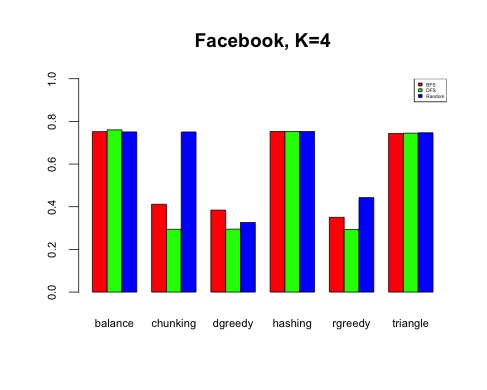 Facebook, K=4
1.0
0.8
0.6
0.4
0.2
0.0
BFS
DFS
Random
balance chunking dgreedy hashing rgreedy triangle